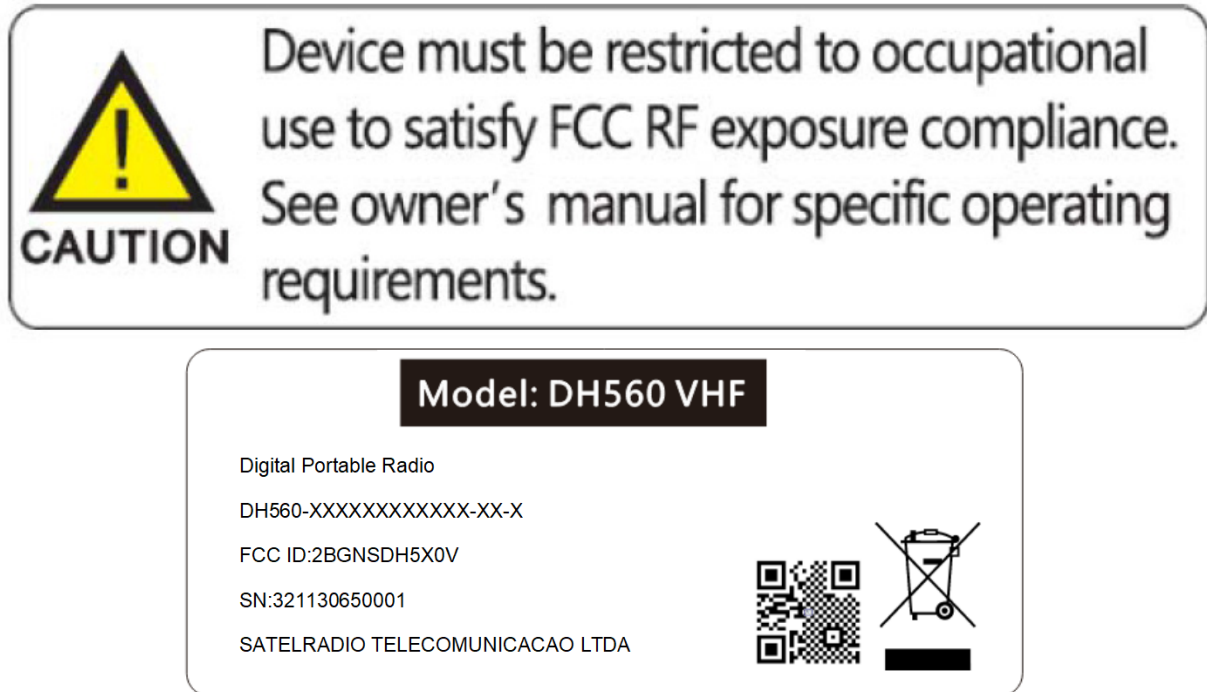 Device must be restricted to occupational
use to satisfy FCC RF exposure compliance.
See owner's manual for specific operating
requirements.
CAUTION
Model: DH560 VHF
Digital Portable Radio
DH560-XXXXXXXXXXXX-XX-X
FCC ID:2BGNSDH5X0V
SN:321130650001
SATELRADIO TELECOMUNICACAO LTDA